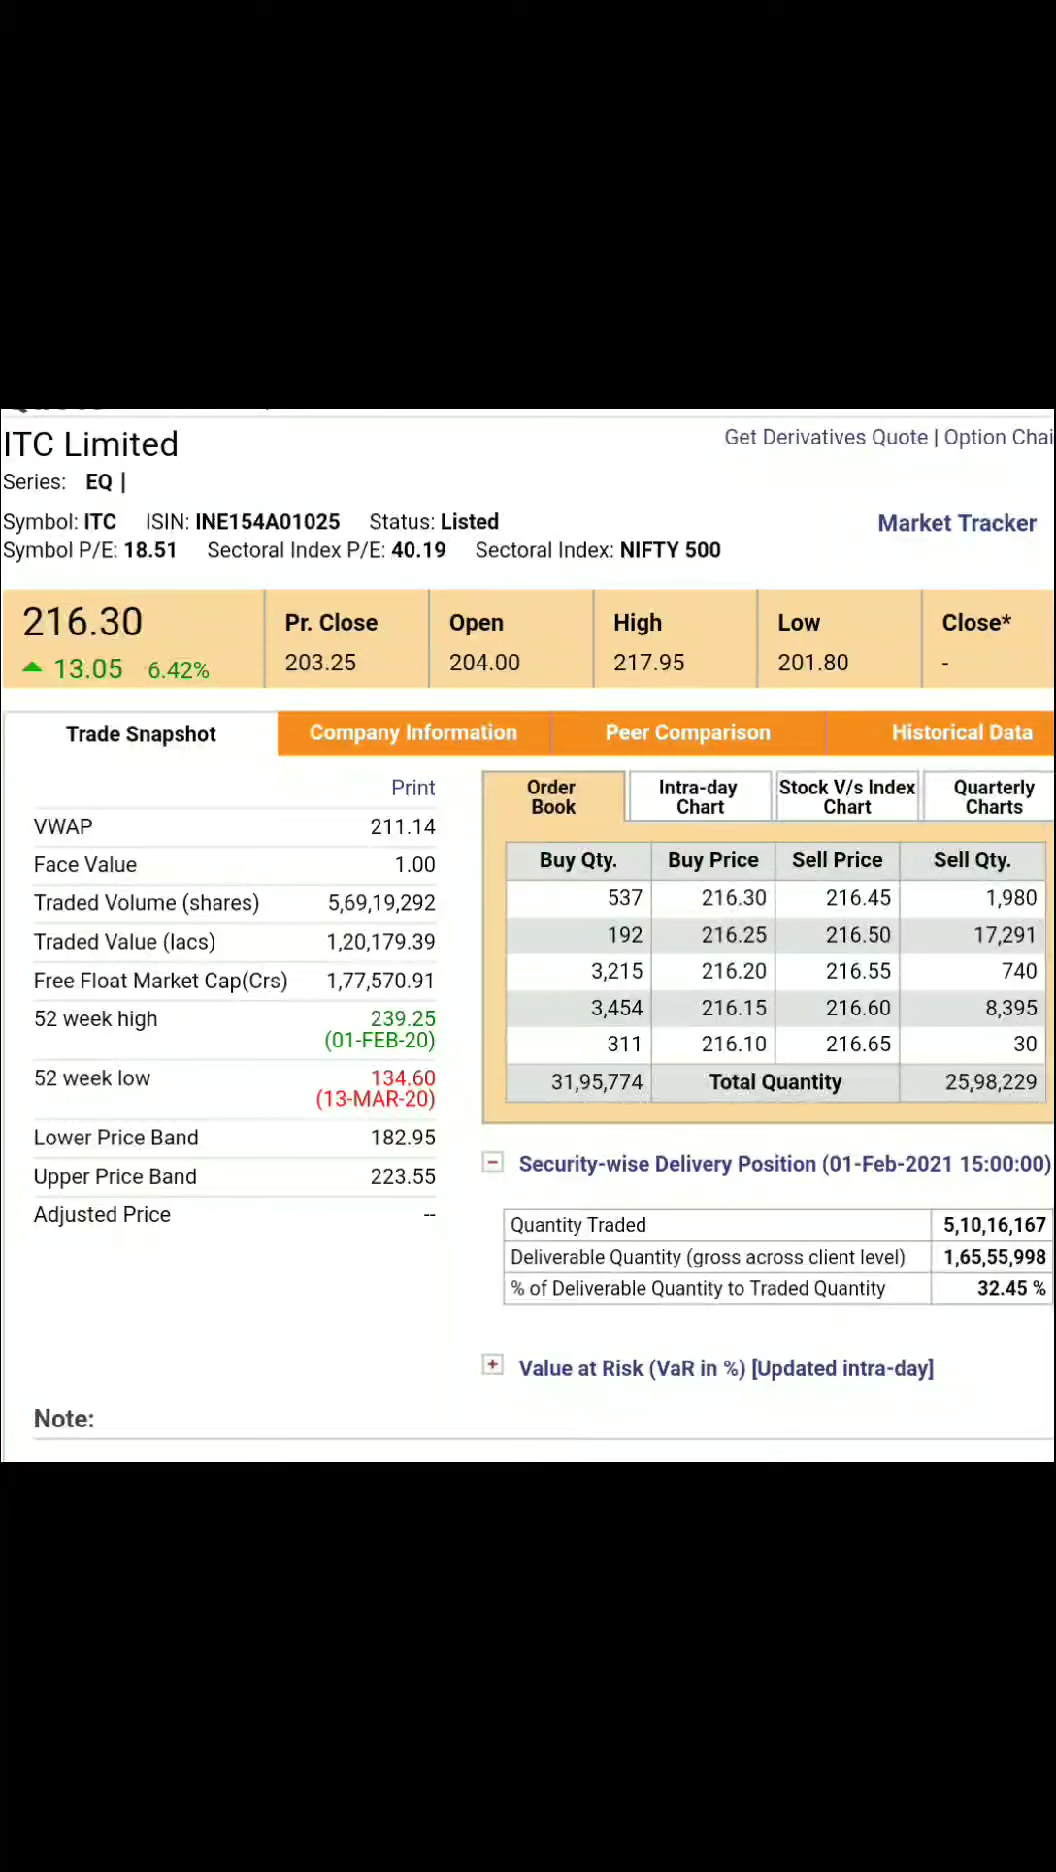 ITC Limited
Get Derivatives Quote | Option Chai
Series: EQ |
Symbol: ITC ISIN: INE154A01025 Status: Listed
Market Tracker
Symbol P/E: 18.51 Sectoral Index P/E: 40.19 Sectoral Index: NIFTY 500
216.30 Pr. Close Open High Low Close*
13.05 6.42% 203.25 204.00 217.95 201.80 -
Trade Snapshot Company Information Peer Comparison Historical Data
Print
VWAP 211.14
Face Value 1.00
Traded Volume (shares) 5,69,19,292
Traded Value (lacs) 1,20,179.39
Free Float Market Cap(Crs) 1,77,570.91
52 week high 239.25
(01-FEB-20)
52 week low 134.60
(13-MAR-20)
Lower Price Band 182.95
Upper Price Band 223.55
Adjusted Price --
Order Book
Intra-day Chart
Stock V/s Index Chart
Quarterly Charts
Buy Qty. Buy Price Sell Price Sell Qty.
537 216.30 216.45 1,980
192 216.25 216.50 17,291
3,215 216.20 216.55 740
3,454 216.15 216.60 8,395
311 216.10 216.65 30
31,95,774 Total Quantity 25,98,229
Security-wise Delivery Position (01-Feb-2021 15:00:00)
Quantity Traded 5,10,16,167
Deliverable Quantity (gross across client level) 1,65,55,998
% of Deliverable Quantity to Traded Quantity 32.45 %
Value at Risk (VaR in %) [Updated intra-day]
Note: